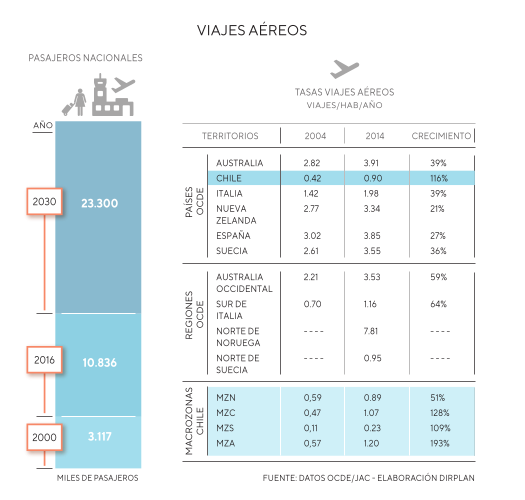 VIAJES AÉREOS
PASAJEROS NACIONALES
AÑO
2030
23.300
2016
10.836
2000
3.117
MILES DE PASAJEROS
TASAS VIAJES AÉREOS
VIAJES/HAB/AÑO
TERRITORIOS 2004 2014 CRECIMIENTO
PAÍSES
OCDE
AUSTRALIA 2.82 3.91 39%
CHILE 0.42 0.90 116%
ITALIA 1.42 1.98 39%
NUEVA 2.77 3.34 21%
ZELANDA
ESPAÑA 3.02 3.85 27%
SUECIA 2.61 3.55 36%
REGIONES
OCDE
AUSTRALIA 2.21 3.53 59%
OCCIDENTAL
SUR DE 0.70 1.16 64%
ITALIA
NORTE DE ---- 7.81 ----
NORUEGA
NORTE DE ---- 0.95 ----
SUECIA
MACROZONAS
CHILE
MZN 0,59 0.89 51%
MZC 0,47 1.07 128%
MZS 0,11 0.23 109%
MZA 0,57 1.20 193%
FUENTE: DATOS OCDE/JAC - ELABORACIÓN DIRPLAN